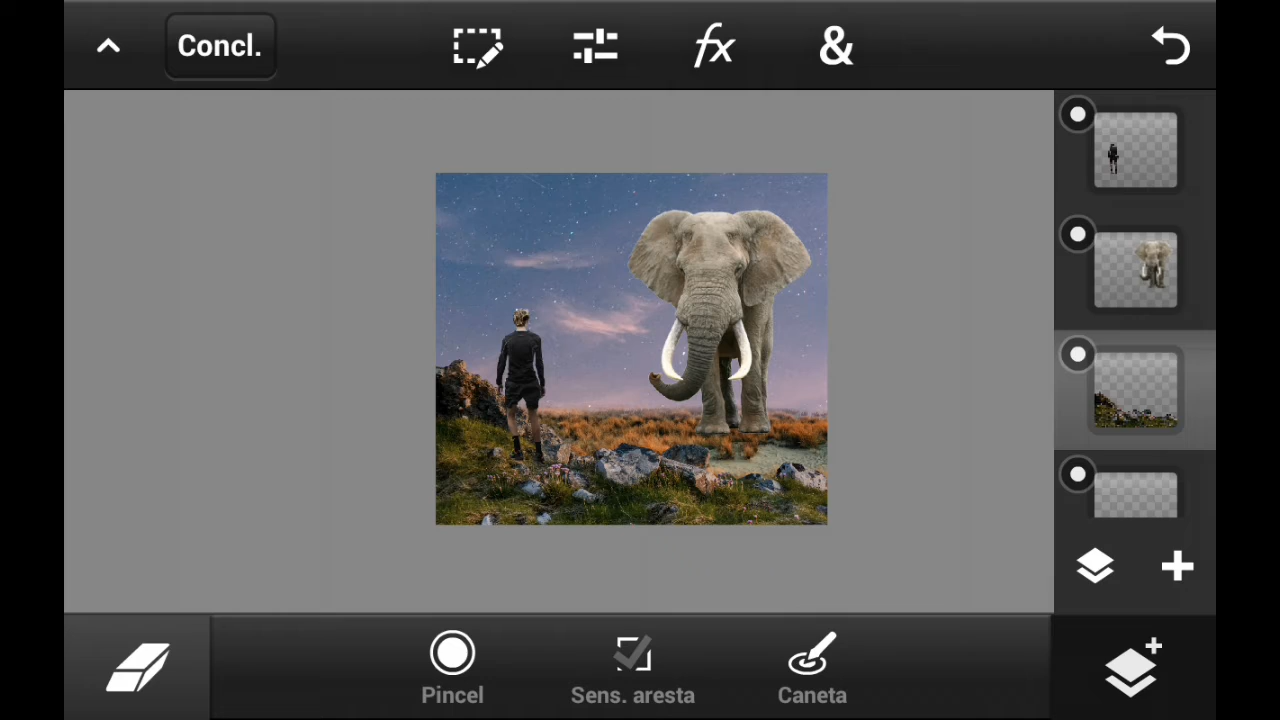 Concl.
fx
&
Pincel
Sens. aresta
Caneta